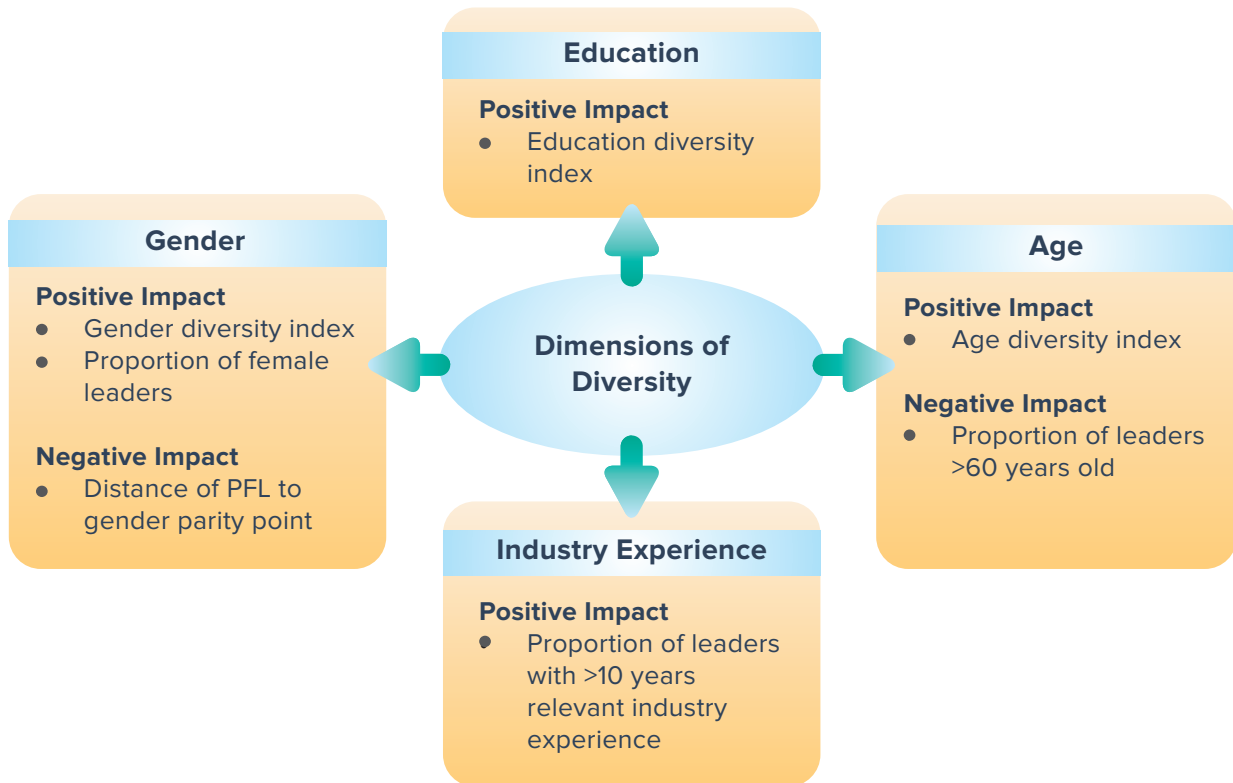 Education
Positive Impact
● Education diversity
index
Gender
Positive Impact
● Gender diversity index
● Proportion of female
leaders
Negative Impact
● Distance of PFL to
gender parity point
Dimensions of
Diversity
Age
Positive Impact
● Age diversity index
Negative Impact
● Proportion of leaders
>60 years old
Industry Experience
Positive Impact
● Proportion of leaders
with >10 years
relevant industry
experience